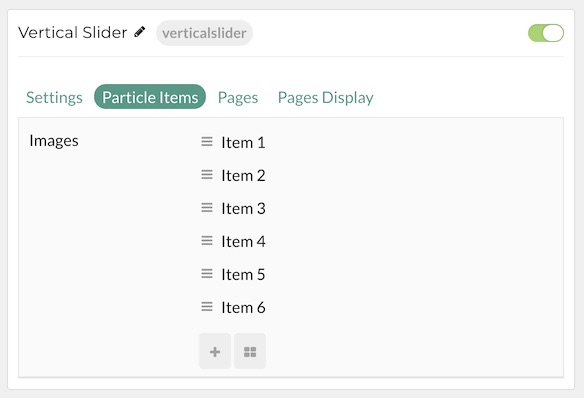 Vertical Slider verticalslider
Settings Particle Items Pages Pages Display
Images Item 1
Item 2
Item 3
Item 4
Item 5
Item 6